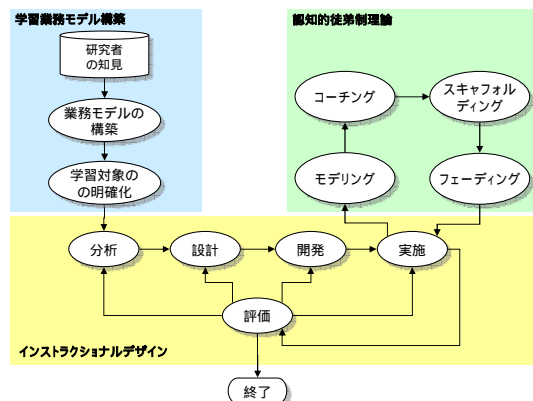 学習業務モデル構築
研究者
の知見
業務モデルの
構築
学習対象の
の明確化
認知的徒弟制理論
コーチング
スキャフォル
ディング
モデリング
フェーディング
分析
設計
開発
実施
評価
インストラクショナルデザイン
終了